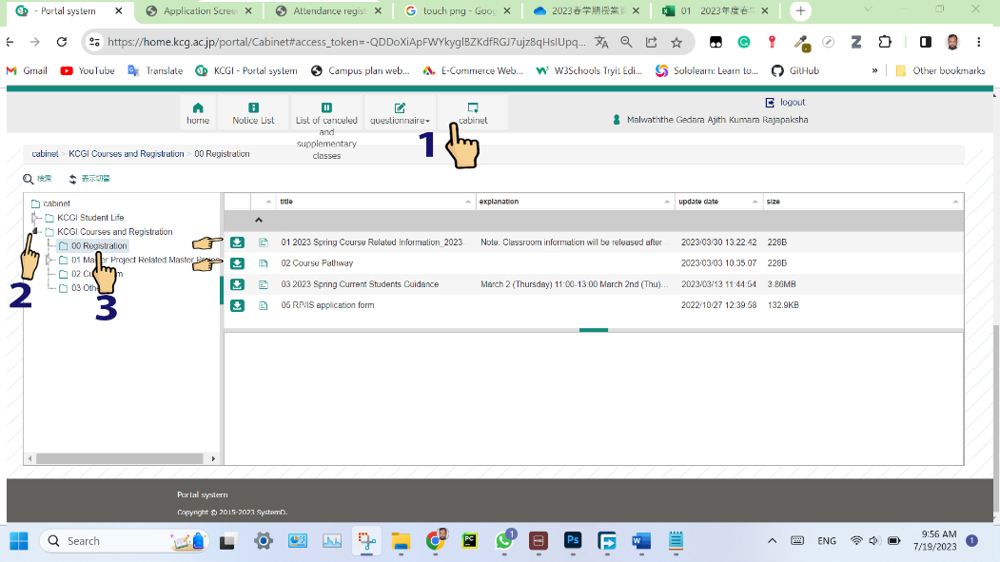 - Portal system
Application Scree
Attendance regist
touch png - Goog
2023春学期授業
01 2023年度春学
https://home.kcg.ac.jp/portal/Cabinet#access_token=-QDDoXiApFWYkyglBZKdfRGJ7ujz8qHsIUpq...
Gmail
YouTube
Translate
KCGI - Portal system
Campus plan web...
E-Commerce Web...
W3Schools Tryit Edi...
Sololearn: Learn to...
GitHub
»
Other bookmarks
home
Notice List
List of canceled and supplementary classes
questionnaire
cabinet
logout
Malwaththe Gedara Ajith Kumara Rajapaksha
1
cabinet > KCGI Courses and Registration > 00 Registration
検索
表示切替
cabinet
KCGI Student Life
KCGI Courses and Registration
00 Registration
01 Master Project Related Master Project
02
03
2
3
title
explanation
update date
size
01 2023 Spring Course Related Information_2023...
Note: Classroom information will be released after
2023/03/30 13:22:42
228B
02 Course Pathway
2023/03/03 10:35:07
228B
03 2023 Spring Current Students Guidance
March 2 (Thursday) 11:00-13:00 March 2nd (Thu)...
2023/03/13 11:44:54
3.86MB
05 RP/IS application form
2022/10/27 12:39:58
132.9KB
Portal system
Copyright © 2015-2023 SystemD.
Search
PC
1
Ps
W
ENG
9:56 AM
7/19/2023
1